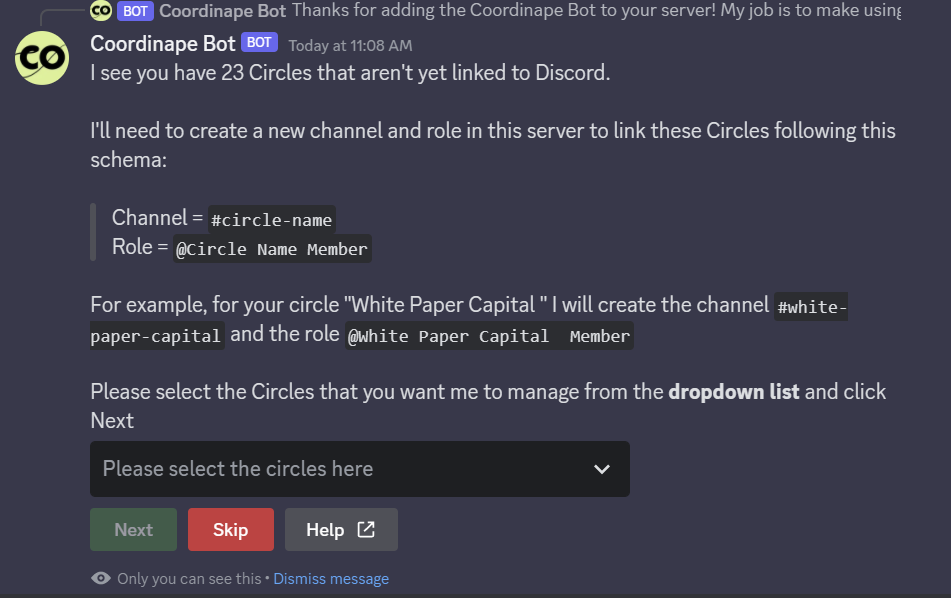 CO BOT Coordinape Bot Thanks for adding the Coordinape Bot to your server! My job is to make using
CO Coordinape Bot BOT Today at 11:08 AM
I see you have 23 Circles that aren't yet linked to Discord.
I'll need to create a new channel and role in this server to link these Circles following this
schema:
Channel = #circle-name
Role = @Circle Name Member
For example, for your circle "White Paper Capital " I will create the channel #white-
paper-capital and the role @White Paper Capital  Member
Please select the Circles that you want me to manage from the dropdown list and click
Next
Please select the circles here
Next Skip Help
Only you can see this • Dismiss message